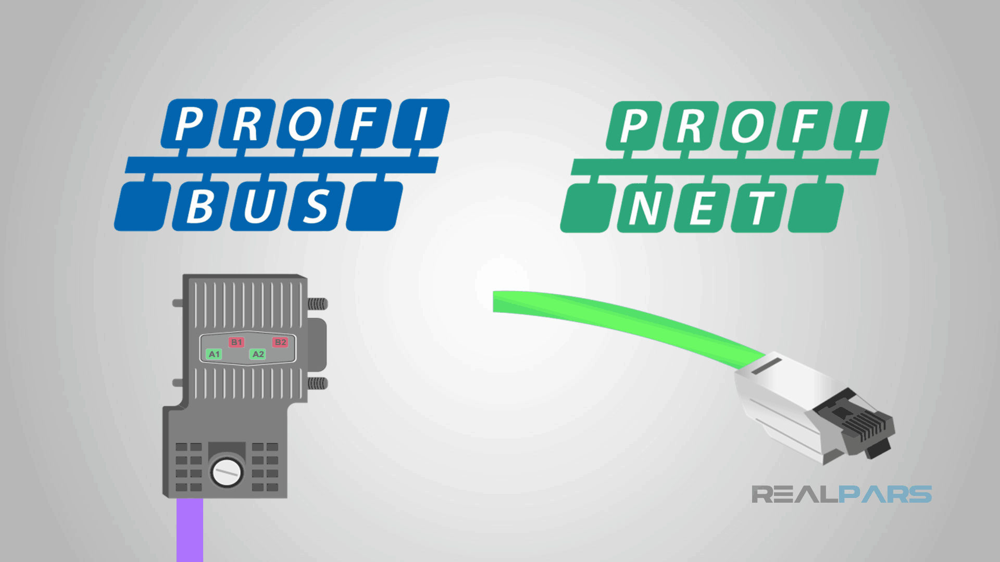 PROFI
BUS
PROFI
NET
B1 B2
A1 A2
REALPARS